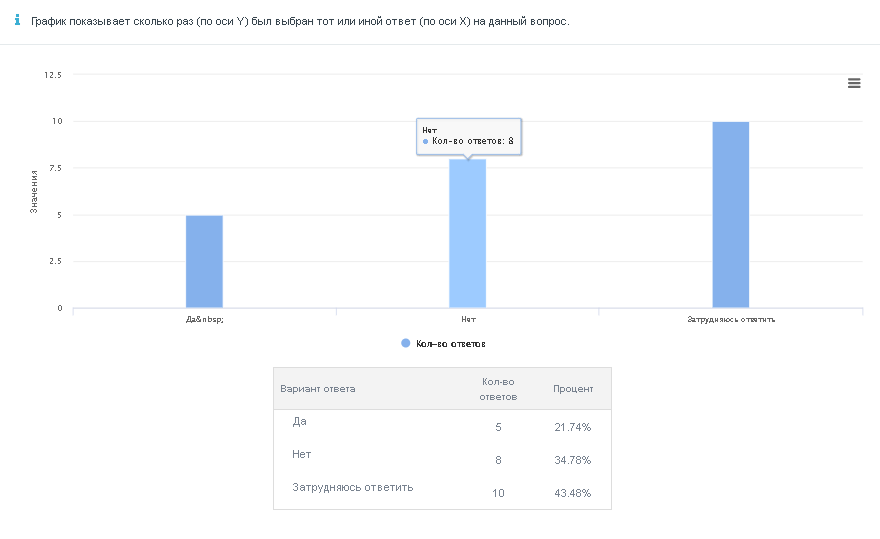 График показывает сколько раз (по оси Y) был выбран тот или иной ответ (по оси X) на данный вопрос.
12.5
10
7.5
5
2.5
0
Значения
Нет
Кол-во ответов: 8
Да&nbsp;
Нет
Затрудняюсь ответить
Кол-во ответов
Вариант ответа
Кол-во
ответов
Процент
Да
5
21.74%
Нет
8
34.78%
Затрудняюсь ответить
10
43.48%